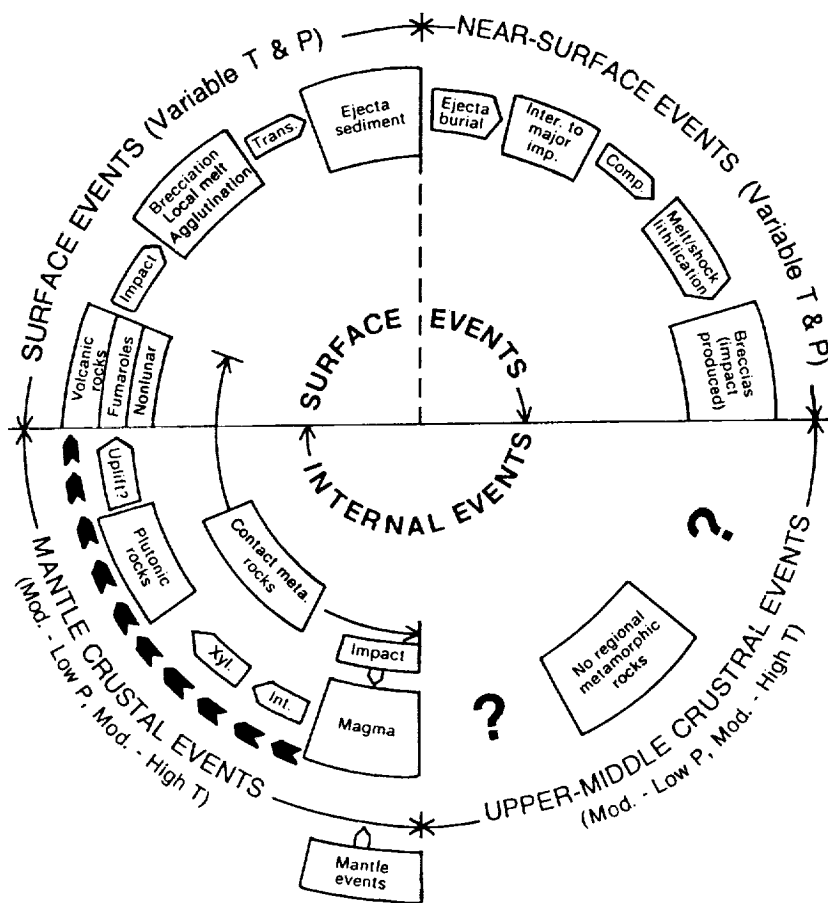 SURFACE EVENTS (Variable T & P)
NEAR-SURFACE EVENTS (Variable T & P)
Volcanic
rocks
Fumaroles
Nonlunar
Impact
Brecciation
Local melt
Agglutination
Trans.
Ejecta
sediment
Ejecta
burial
Inter. to
major
imp.
Comp.
Melt/shock
lithification
Breccias
(impact
produced)
SURFACE EVENTS
INTERNAL EVENTS
Uplift?
Plutonic
rocks
Contact meta.
rocks
Xyl.
Int.
Impact
Magma
?
?
No regional
metamorphic
rocks
MANTLE CRUSTAL EVENTS
(Mod. - Low P, Mod. - High T)
UPPER-MIDDLE CRUSTRAL EVENTS
(Mod. - Low P, Mod. - High T)
Mantle
events